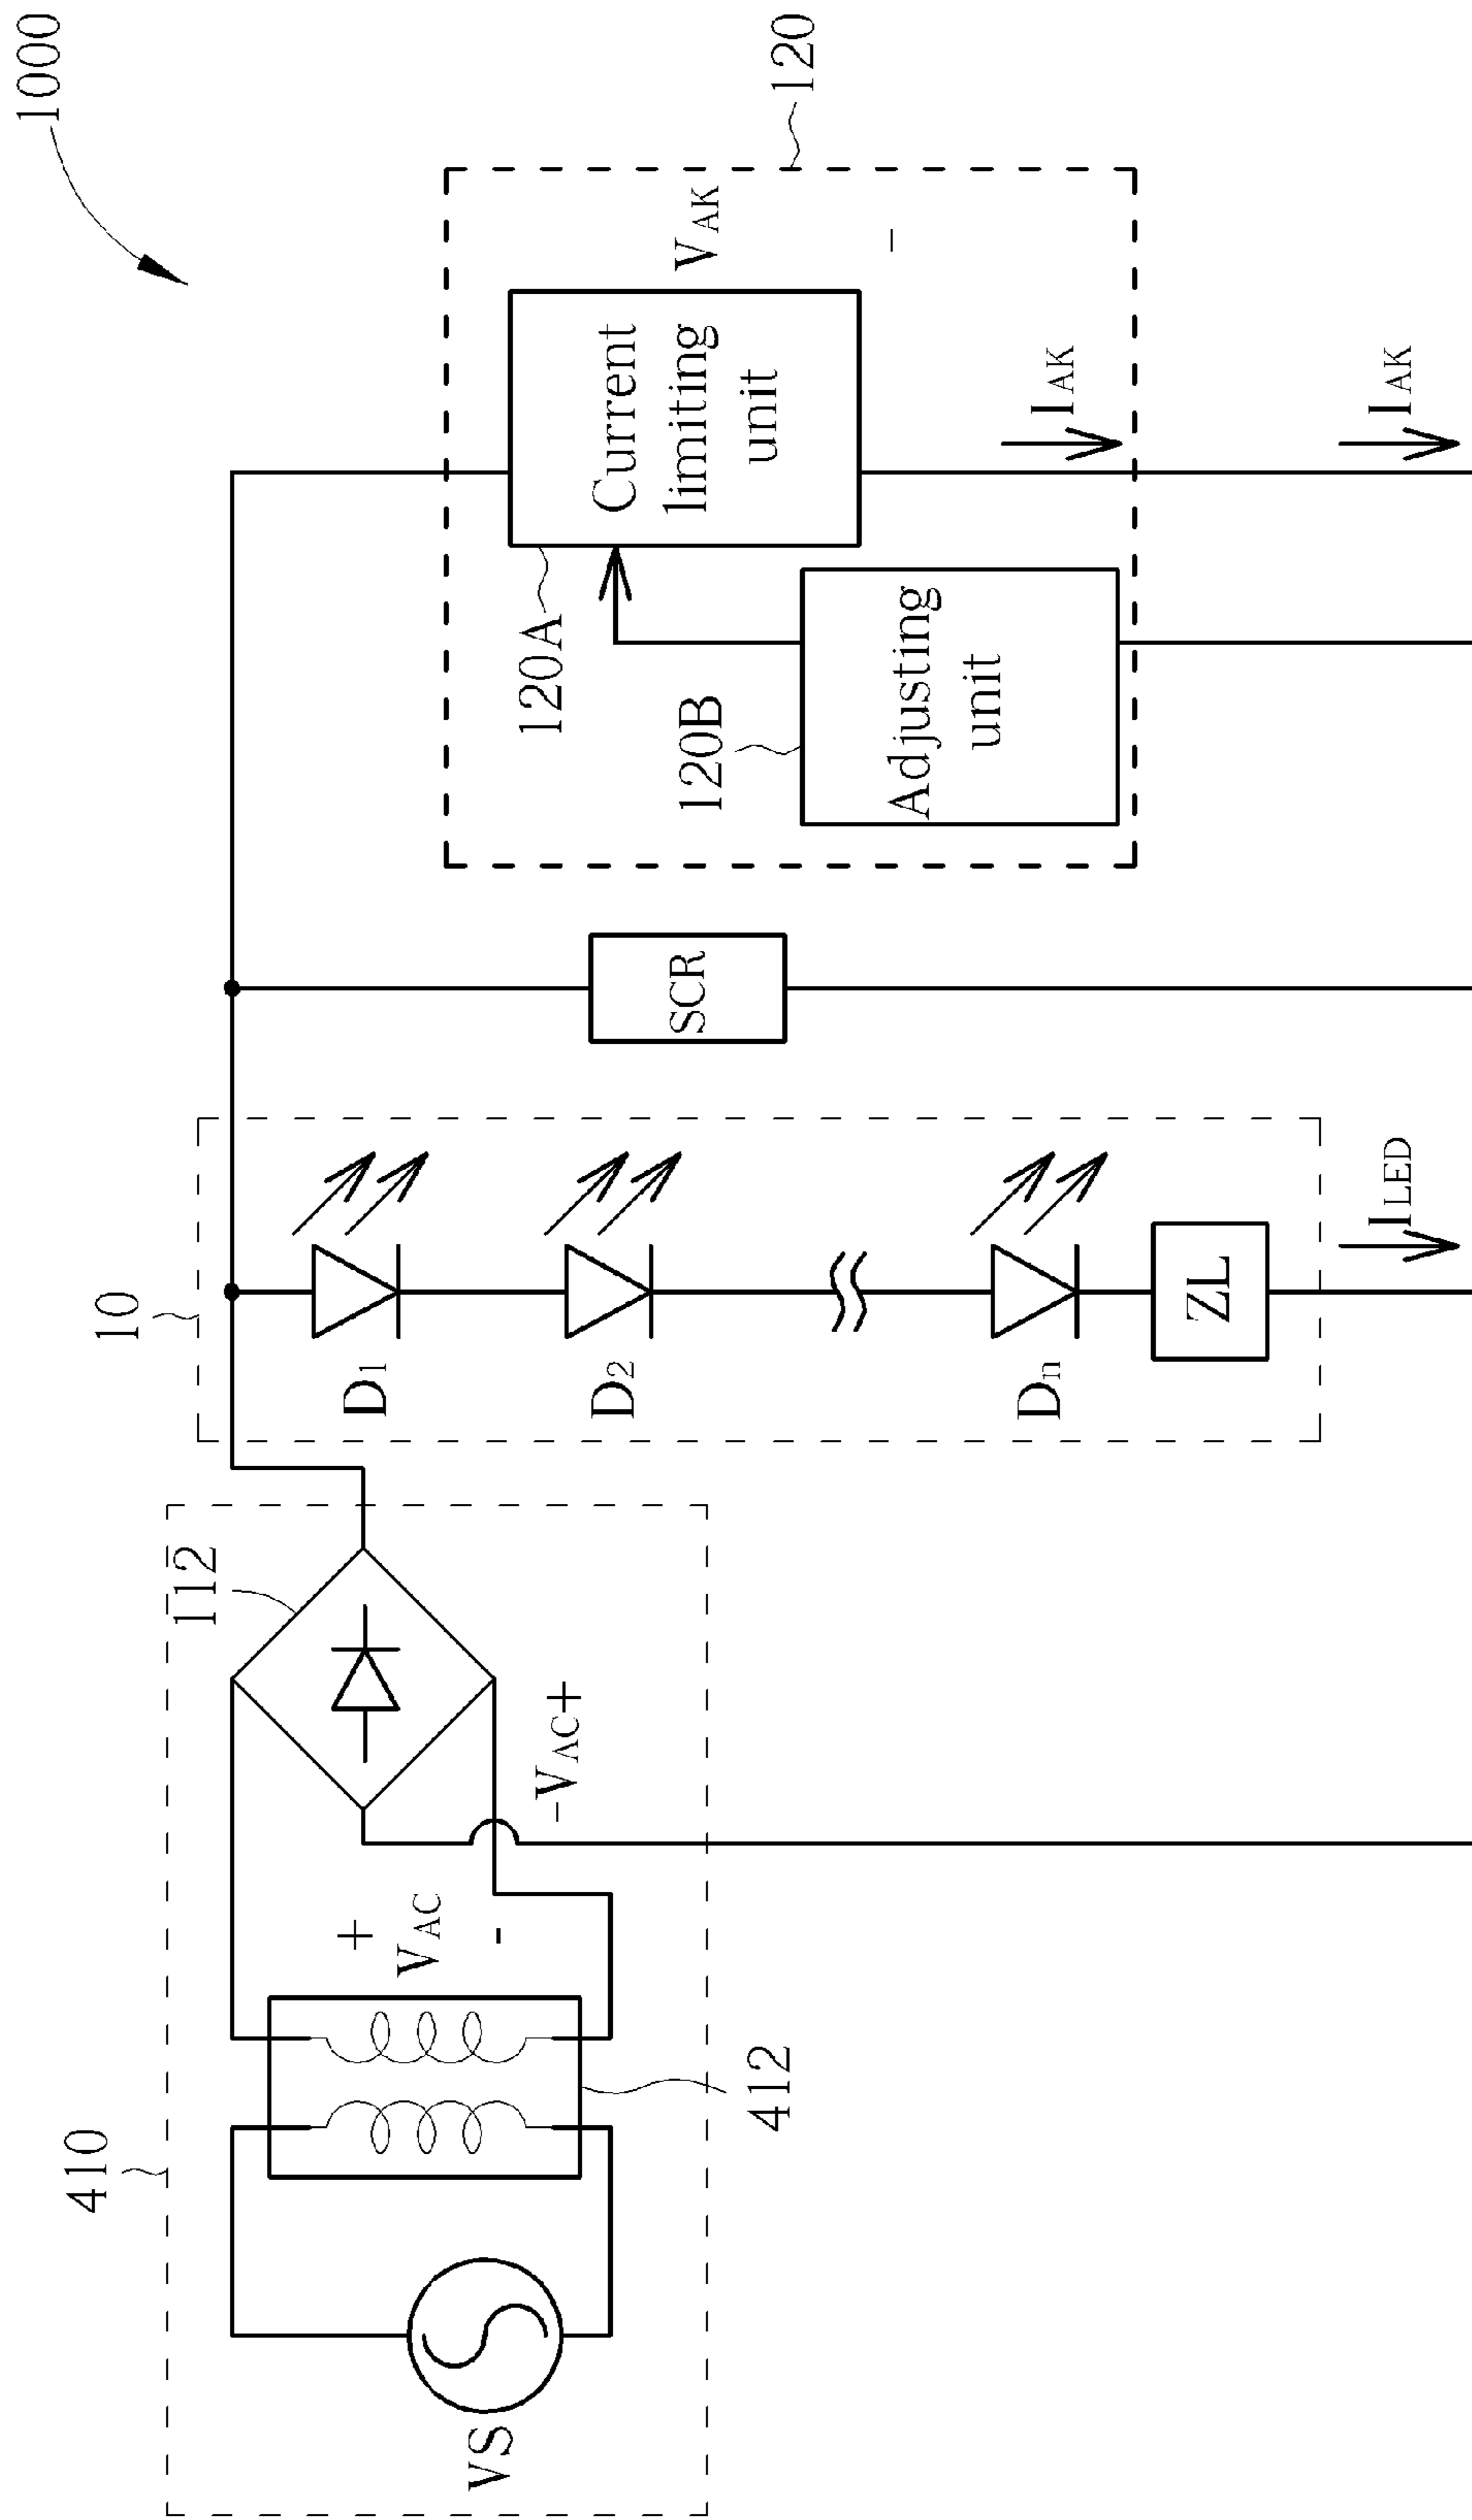 1000
410
VS
412
+
VAC
-
112
-VAC+
10
D1
D2
Dn
ZL
ILED
SCR
120
120A
Current
limiting
unit
VAK
-
120B
Adjusting
unit
IAK
IAK